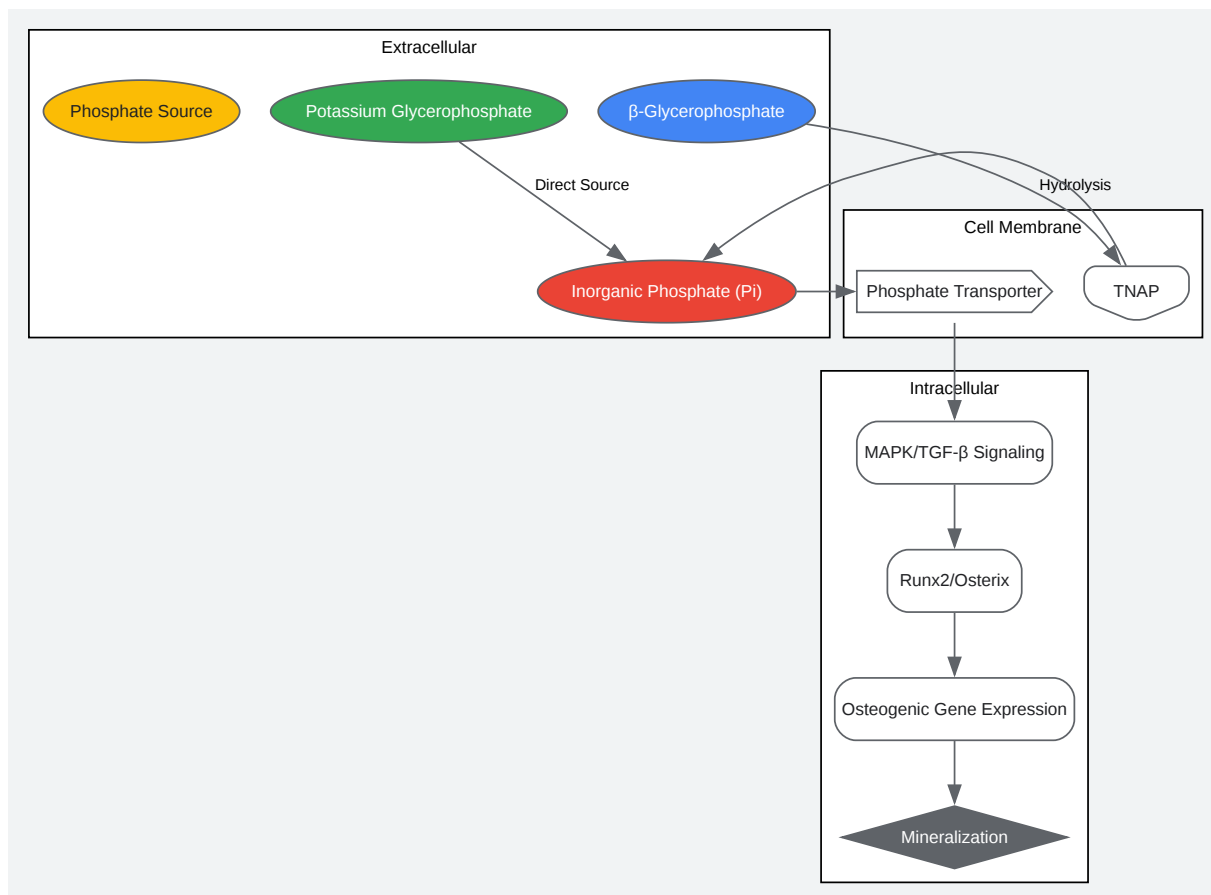 Extracellular
Phosphate Source
Potassium Glycerophosphate
β-Glycerophosphate
Direct Source
Hydrolysis
Cell Membrane
Inorganic Phosphate (Pi)
Phosphate Transporter
TNAP
Intracellular
MAPK/TGF-β Signaling
Runx2/Osterix
Osteogenic Gene Expression
Mineralization